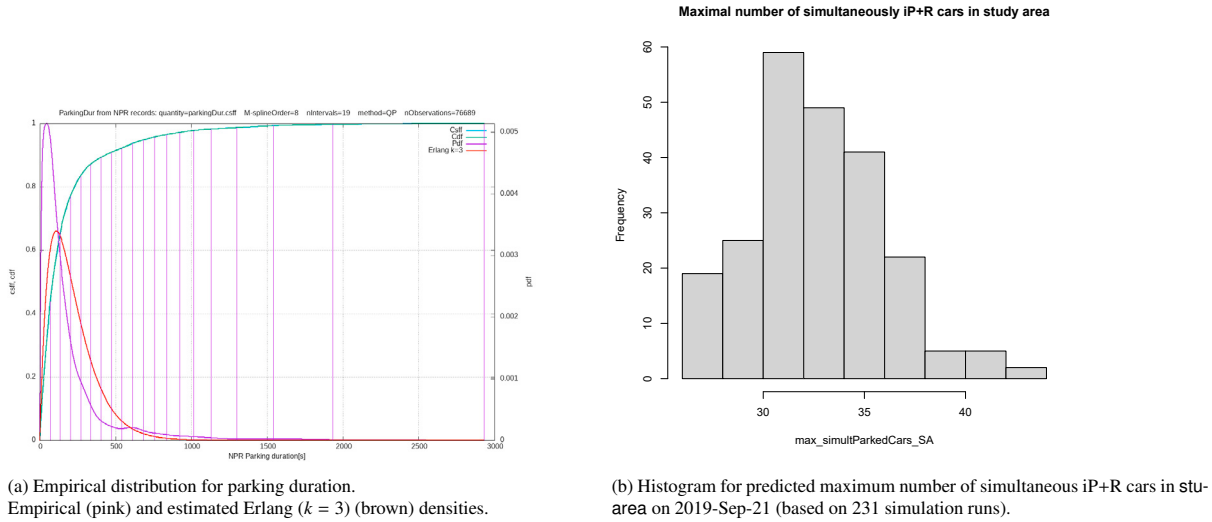 Maximal number of simultaneously iP+R cars in study area
ParkingDur from NPR records: quantity=parkingDur.csff M-splineOrder=8 nIntervals=19 method=QP nObservations=76689
Csff
Cdf
Pdf
Erlang k=3
1
0.8
0.6
0.4
0.2
0
csff, cdf
0.005
0.004
0.003
0.002
0.001
0
pdf
0 500 1000 1500 2000 2500 3000
NPR Parking duration[s]
60
50
40
30
20
10
0
Frequency
30 35 40
max_simultParkedCars_SA
(a) Empirical distribution for parking duration.
Empirical (pink) and estimated Erlang (k = 3) (brown) densities.
(b) Histogram for predicted maximum number of simultaneous iP+R cars in stu-
area on 2019-Sep-21 (based on 231 simulation runs).